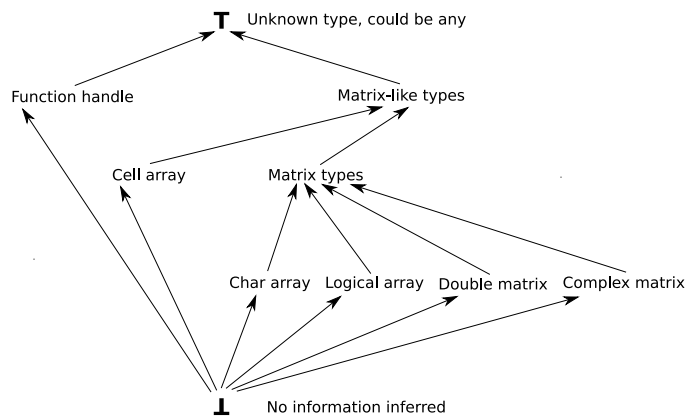 ⊤ Unknown type, could be any
Function handle
Matrix-like types
Cell array
Matrix types
Char array
Logical array
Double matrix
Complex matrix
⊥ No information inferred